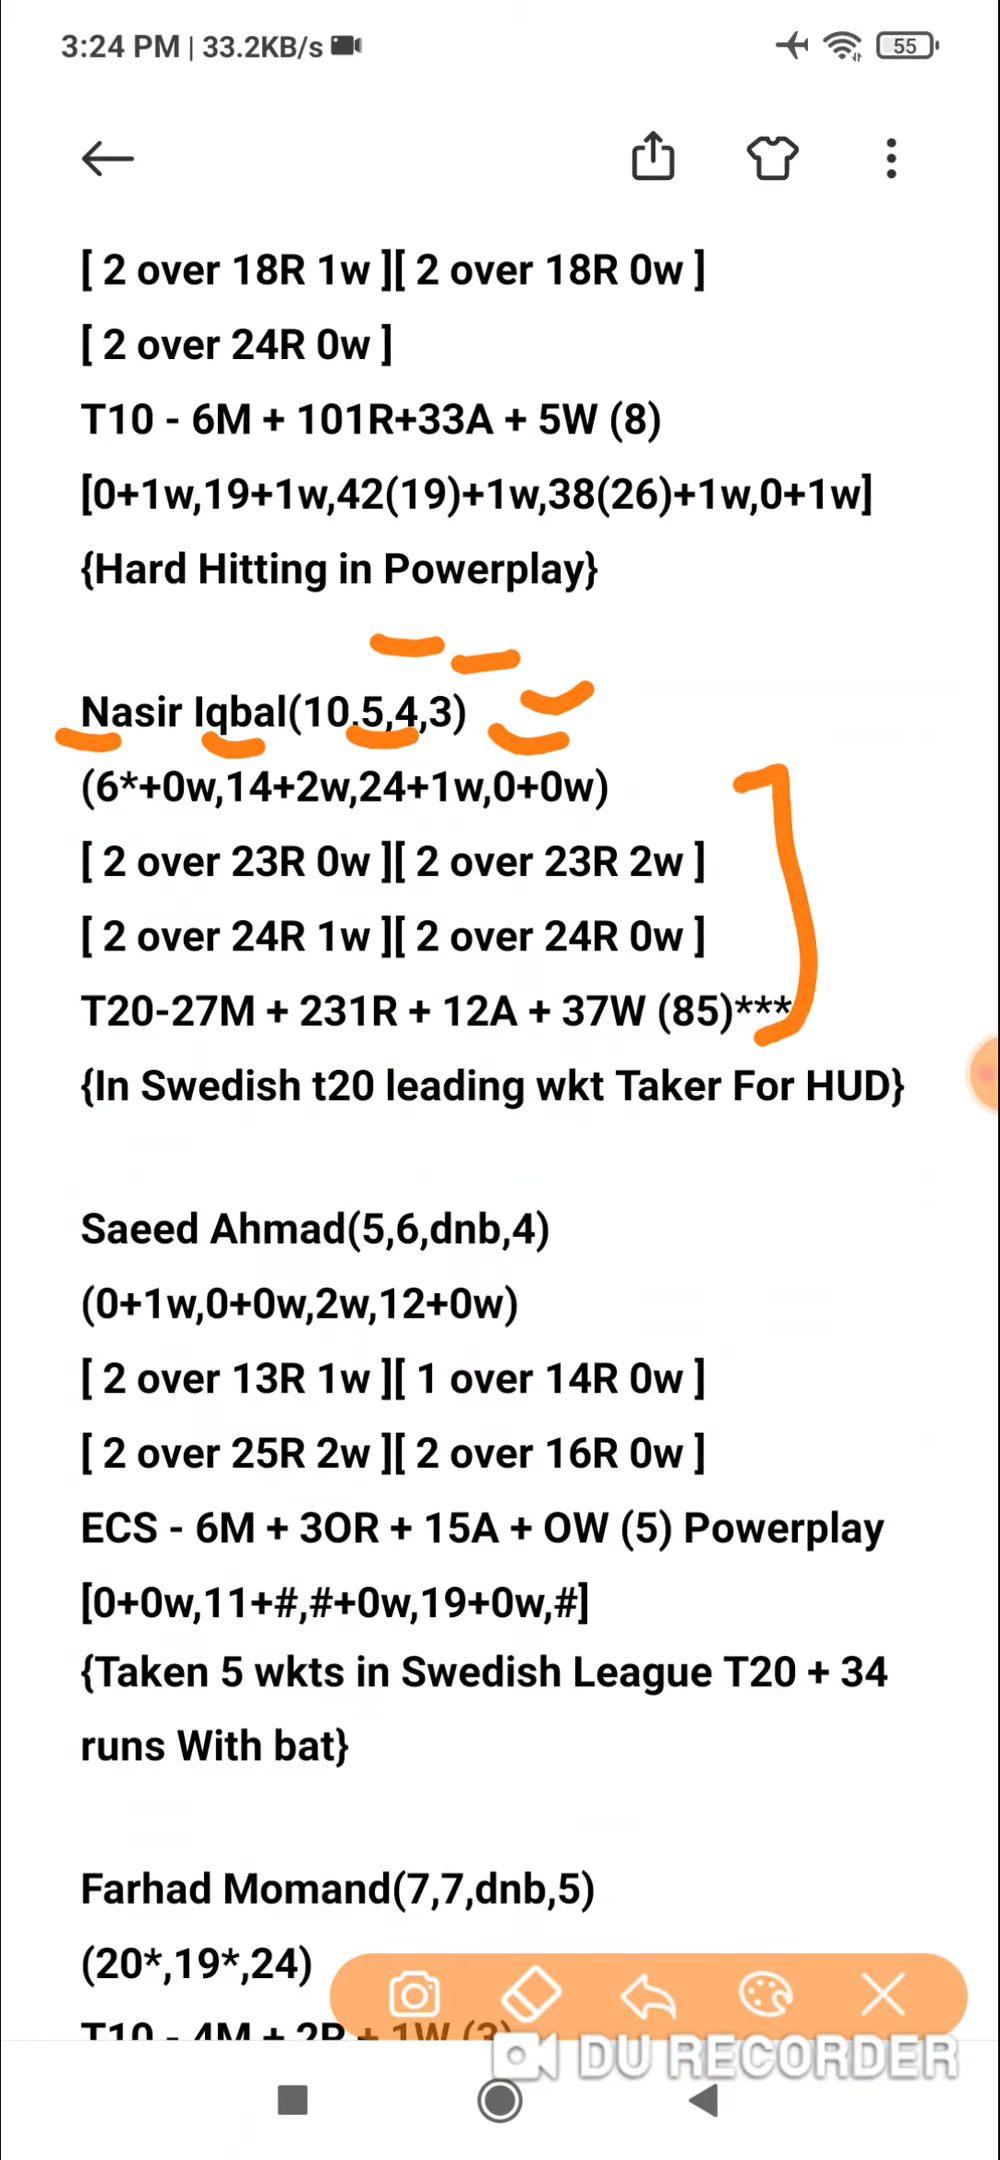 3:24 PM | 33.2KB/s
55
[ 2 over 18R 1w ][ 2 over 18R 0w ]
[ 2 over 24R 0w ]
T10 - 6M + 101R+33A + 5W (8)
[0+1w,19+1w,42(19)+1w,38(26)+1w,0+1w]
{Hard Hitting in Powerplay}
Nasir Iqbal(10.5,4,3)
(6*+0w,14+2w,24+1w,0+0w)
[ 2 over 23R 0w ][ 2 over 23R 2w ]
[ 2 over 24R 1w ][ 2 over 24R 0w ]
T20-27M + 231R + 12A + 37W (85)***
{In Swedish t20 leading wkt Taker For HUD}
Saeed Ahmad(5,6,dnb,4)
(0+1w,0+0w,2w,12+0w)
[ 2 over 13R 1w ][ 1 over 14R 0w ]
[ 2 over 25R 2w ][ 2 over 16R 0w ]
ECS - 6M + 3OR + 15A + OW (5) Powerplay
[0+0w,11+#,#+0w,19+0w,#]
{Taken 5 wkts in Swedish League T20 + 34
runs With bat}
Farhad Momand(7,7,dnb,5)
(20*,19*,24)
T10 - 4M + 2R + 1W (3)
DU RECORDER